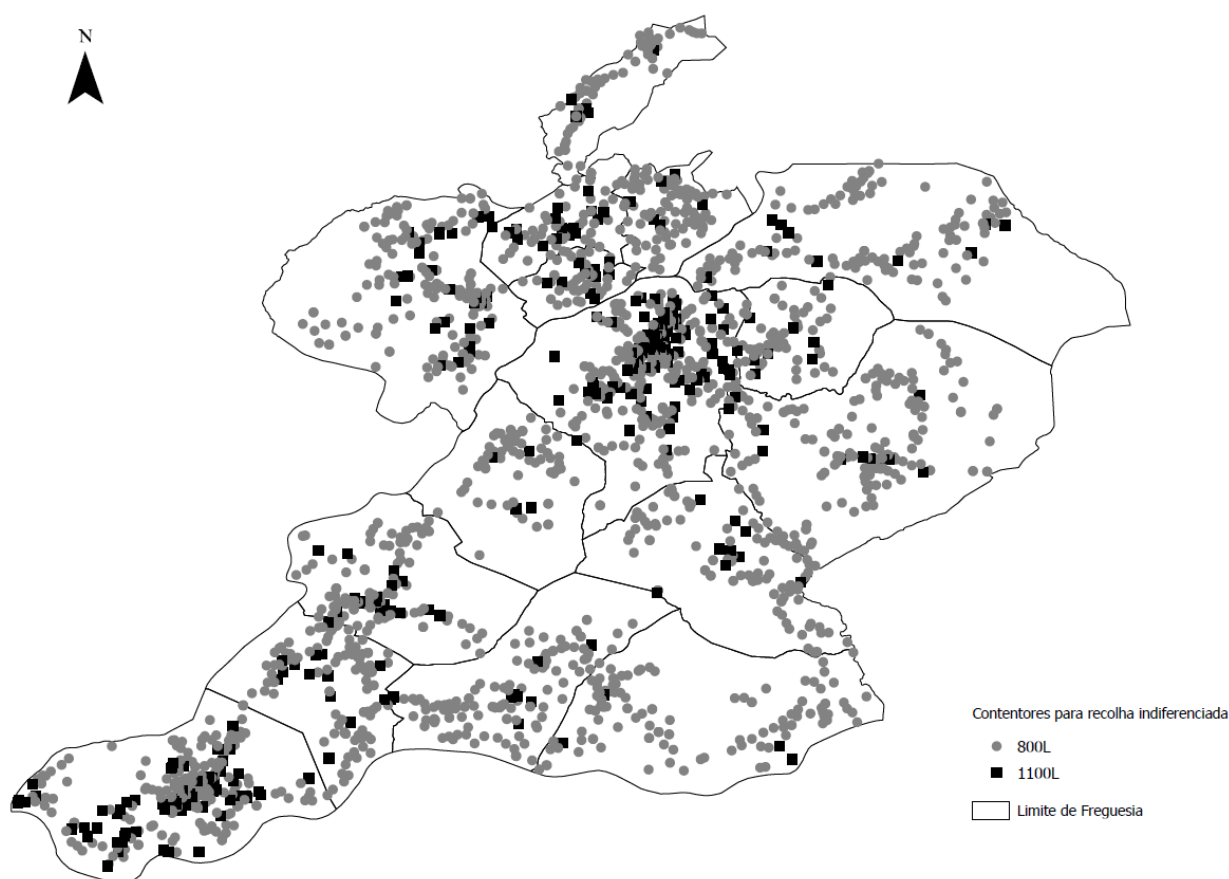 N
Contentores para recolha indiferenciada
800L
1100L
Limite de Freguesia